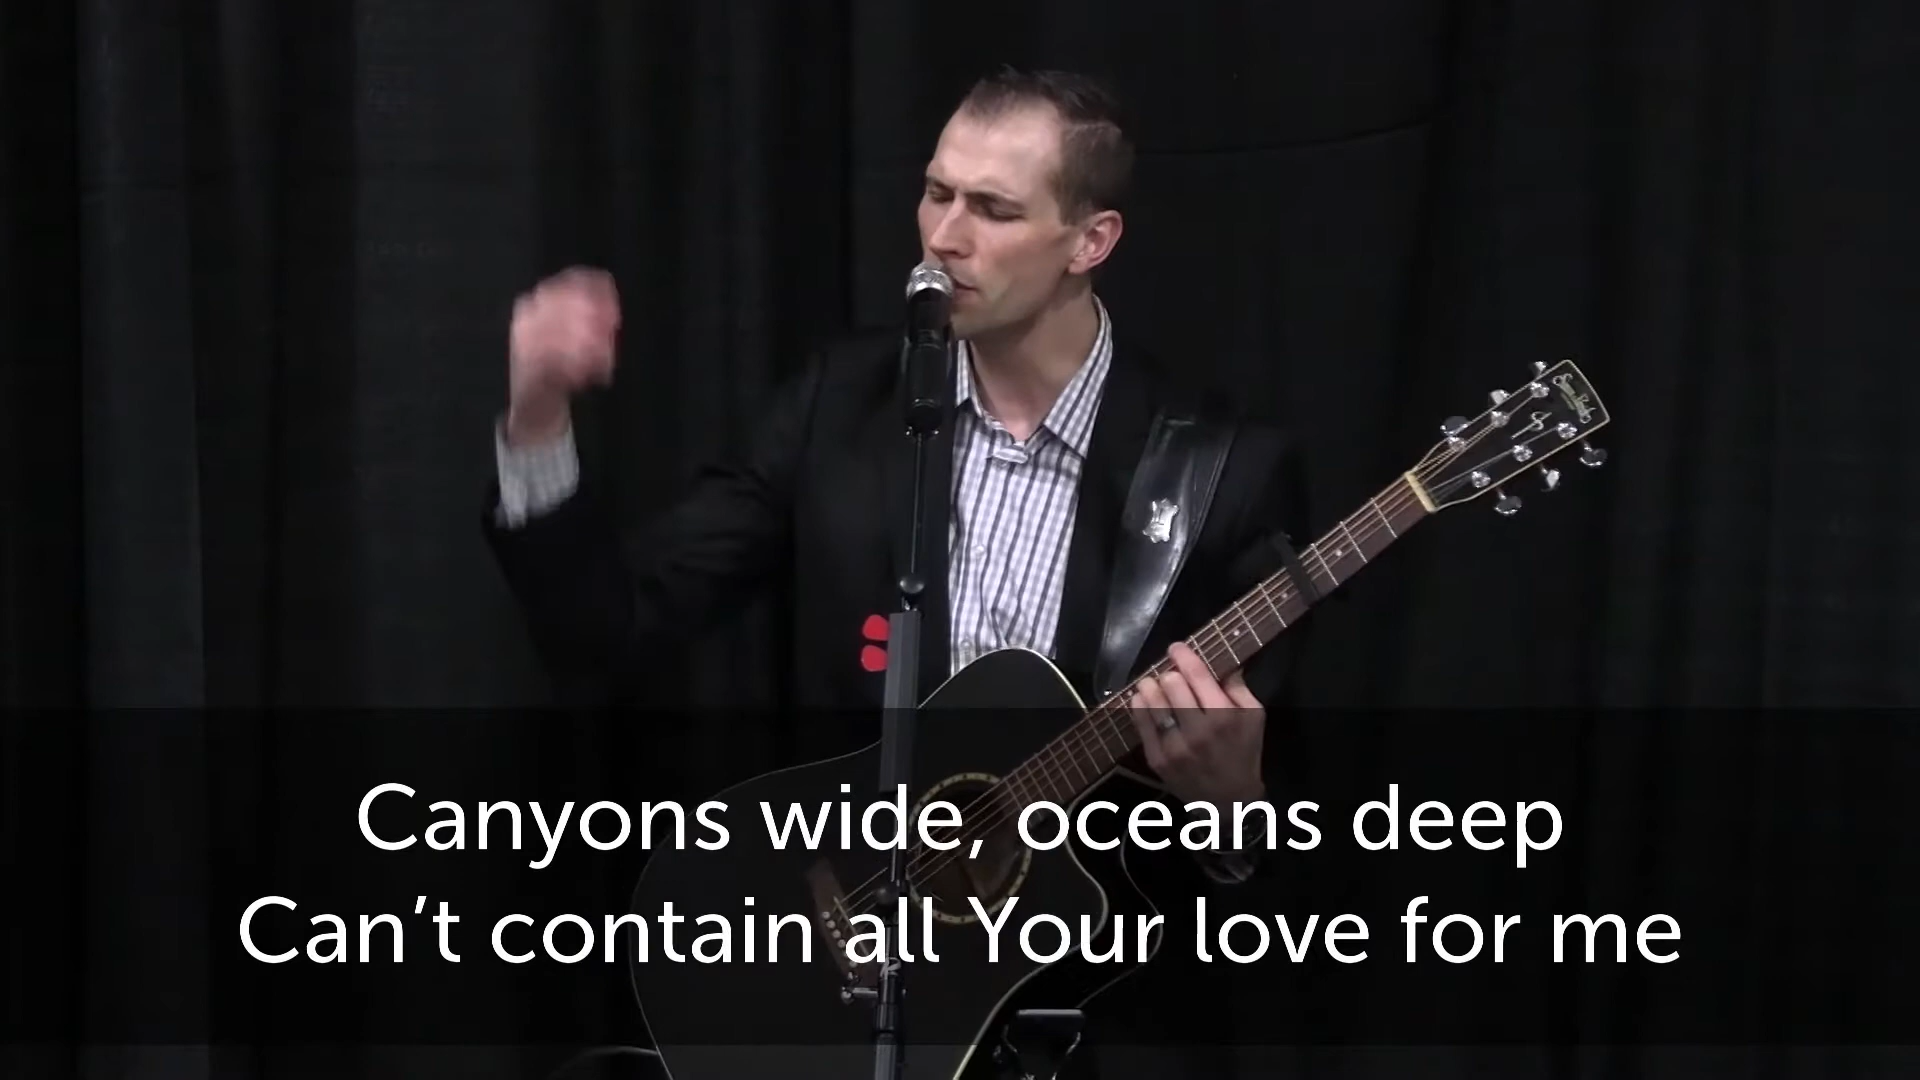 Canyons wide, oceans deep
Can’t contain all Your love for me